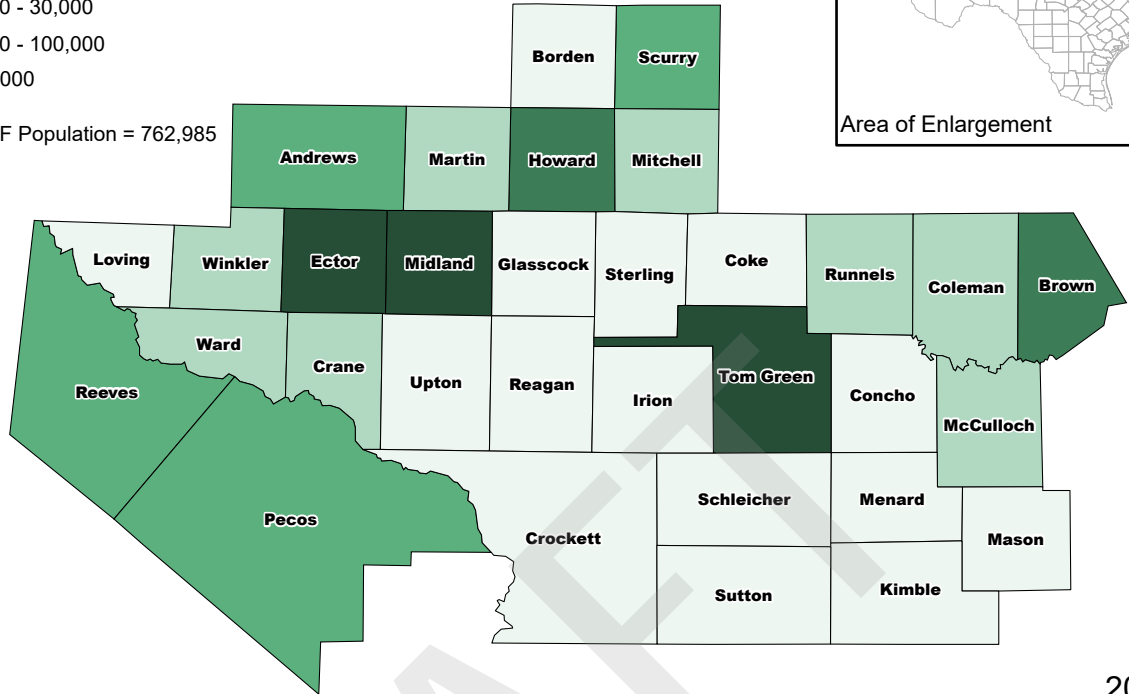 0 - 30,000
0 - 100,000
000
F Population = 762,985
Area of Enlargement
Borden
Scurry
Andrews
Martin
Howard
Mitchell
Loving
Winkler
Ector
Midland
Glasscock
Sterling
Coke
Runnels
Coleman
Brown
Ward
Crane
Upton
Reagan
Irion
Tom Green
Concho
McCulloch
Reeves
Pecos
Crockett
Schleicher
Menard
Mason
Sutton
Kimble
20